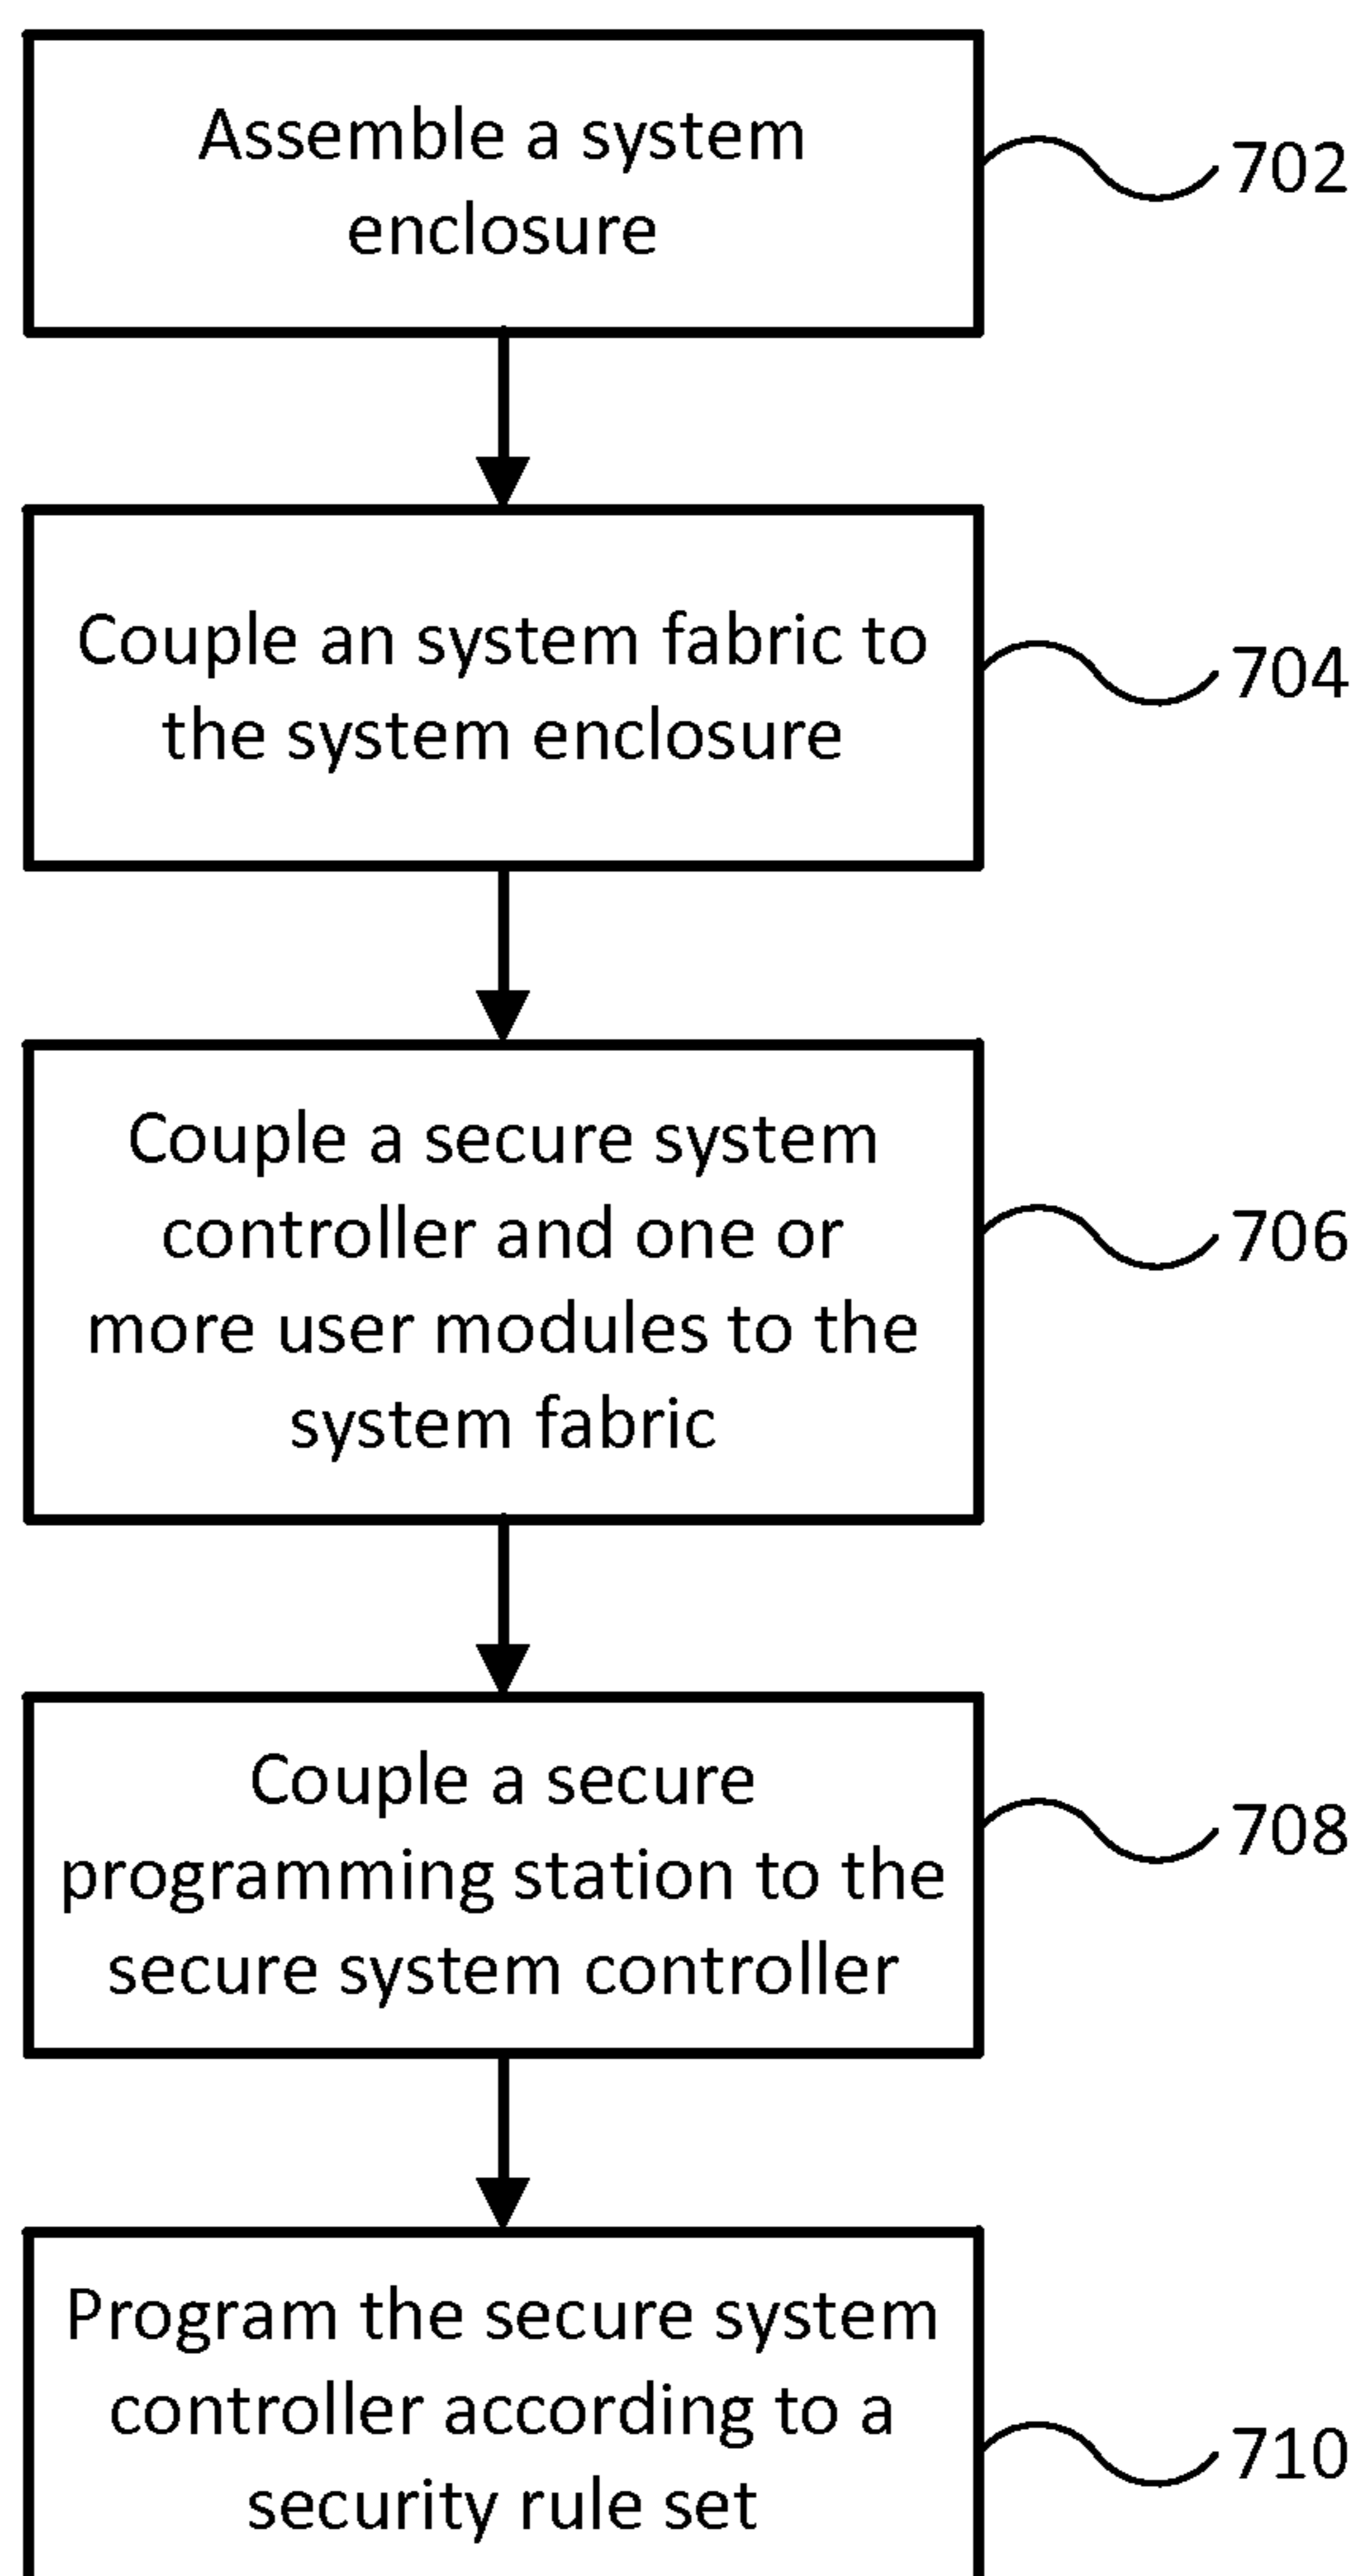 Assemble a system
enclosure
702
Couple an system fabric to
the system enclosure
704
Couple a secure system
controller and one or
more user modules to the
system fabric
706
Couple a secure
programming station to the
secure system controller
708
Program the secure system
controller according to a
security rule set
710